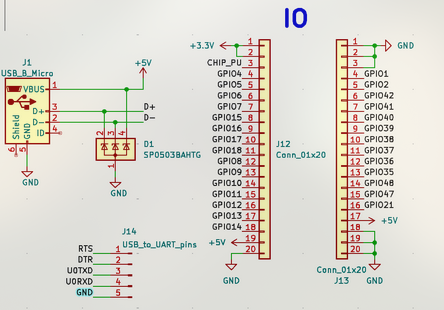 IO
J1
USB_B_Micro
VBUS 1
D+ 3
D- 2
ID 4
Shield
GND
6
5
GND
+5V
D+
D-
2
3
4
1
D1
SP0503BAHTG
GND
J14
USB_to_UART_pins
RTS 1
DTR 2
U0TXD 3
U0RXD 4
GND 5
+3.3V 1
2
CHIP_PU 3
GPIO4 4
GPIO5 5
GPIO6 6
GPIO7 7
GPIO15 8
GPIO16 9
GPIO17 10
GPIO18 11
GPIO8 12
GPIO9 13
GPIO10 14
GPIO11 15
GPIO12 16
GPIO13 17
GPIO14 18
+5V 19
20
GND
J12
Conn_01x20
1 GND
2
3
4 GPIO1
5 GPIO2
6 GPIO42
7 GPIO41
8 GPIO40
9 GPIO39
10 GPIO38
11 GPIO37
12 GPIO36
13 GPIO35
14 GPIO48
15 GPIO47
16 GPIO21
17 +5V
18
19
20
GND
Conn_01x20
J13